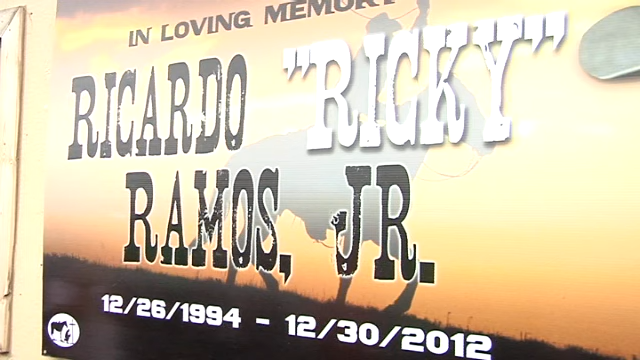 IN LOVING MEMORY
RICARDO "RICKY"
RAMOS, JR.
12/26/1994 - 12/30/2012